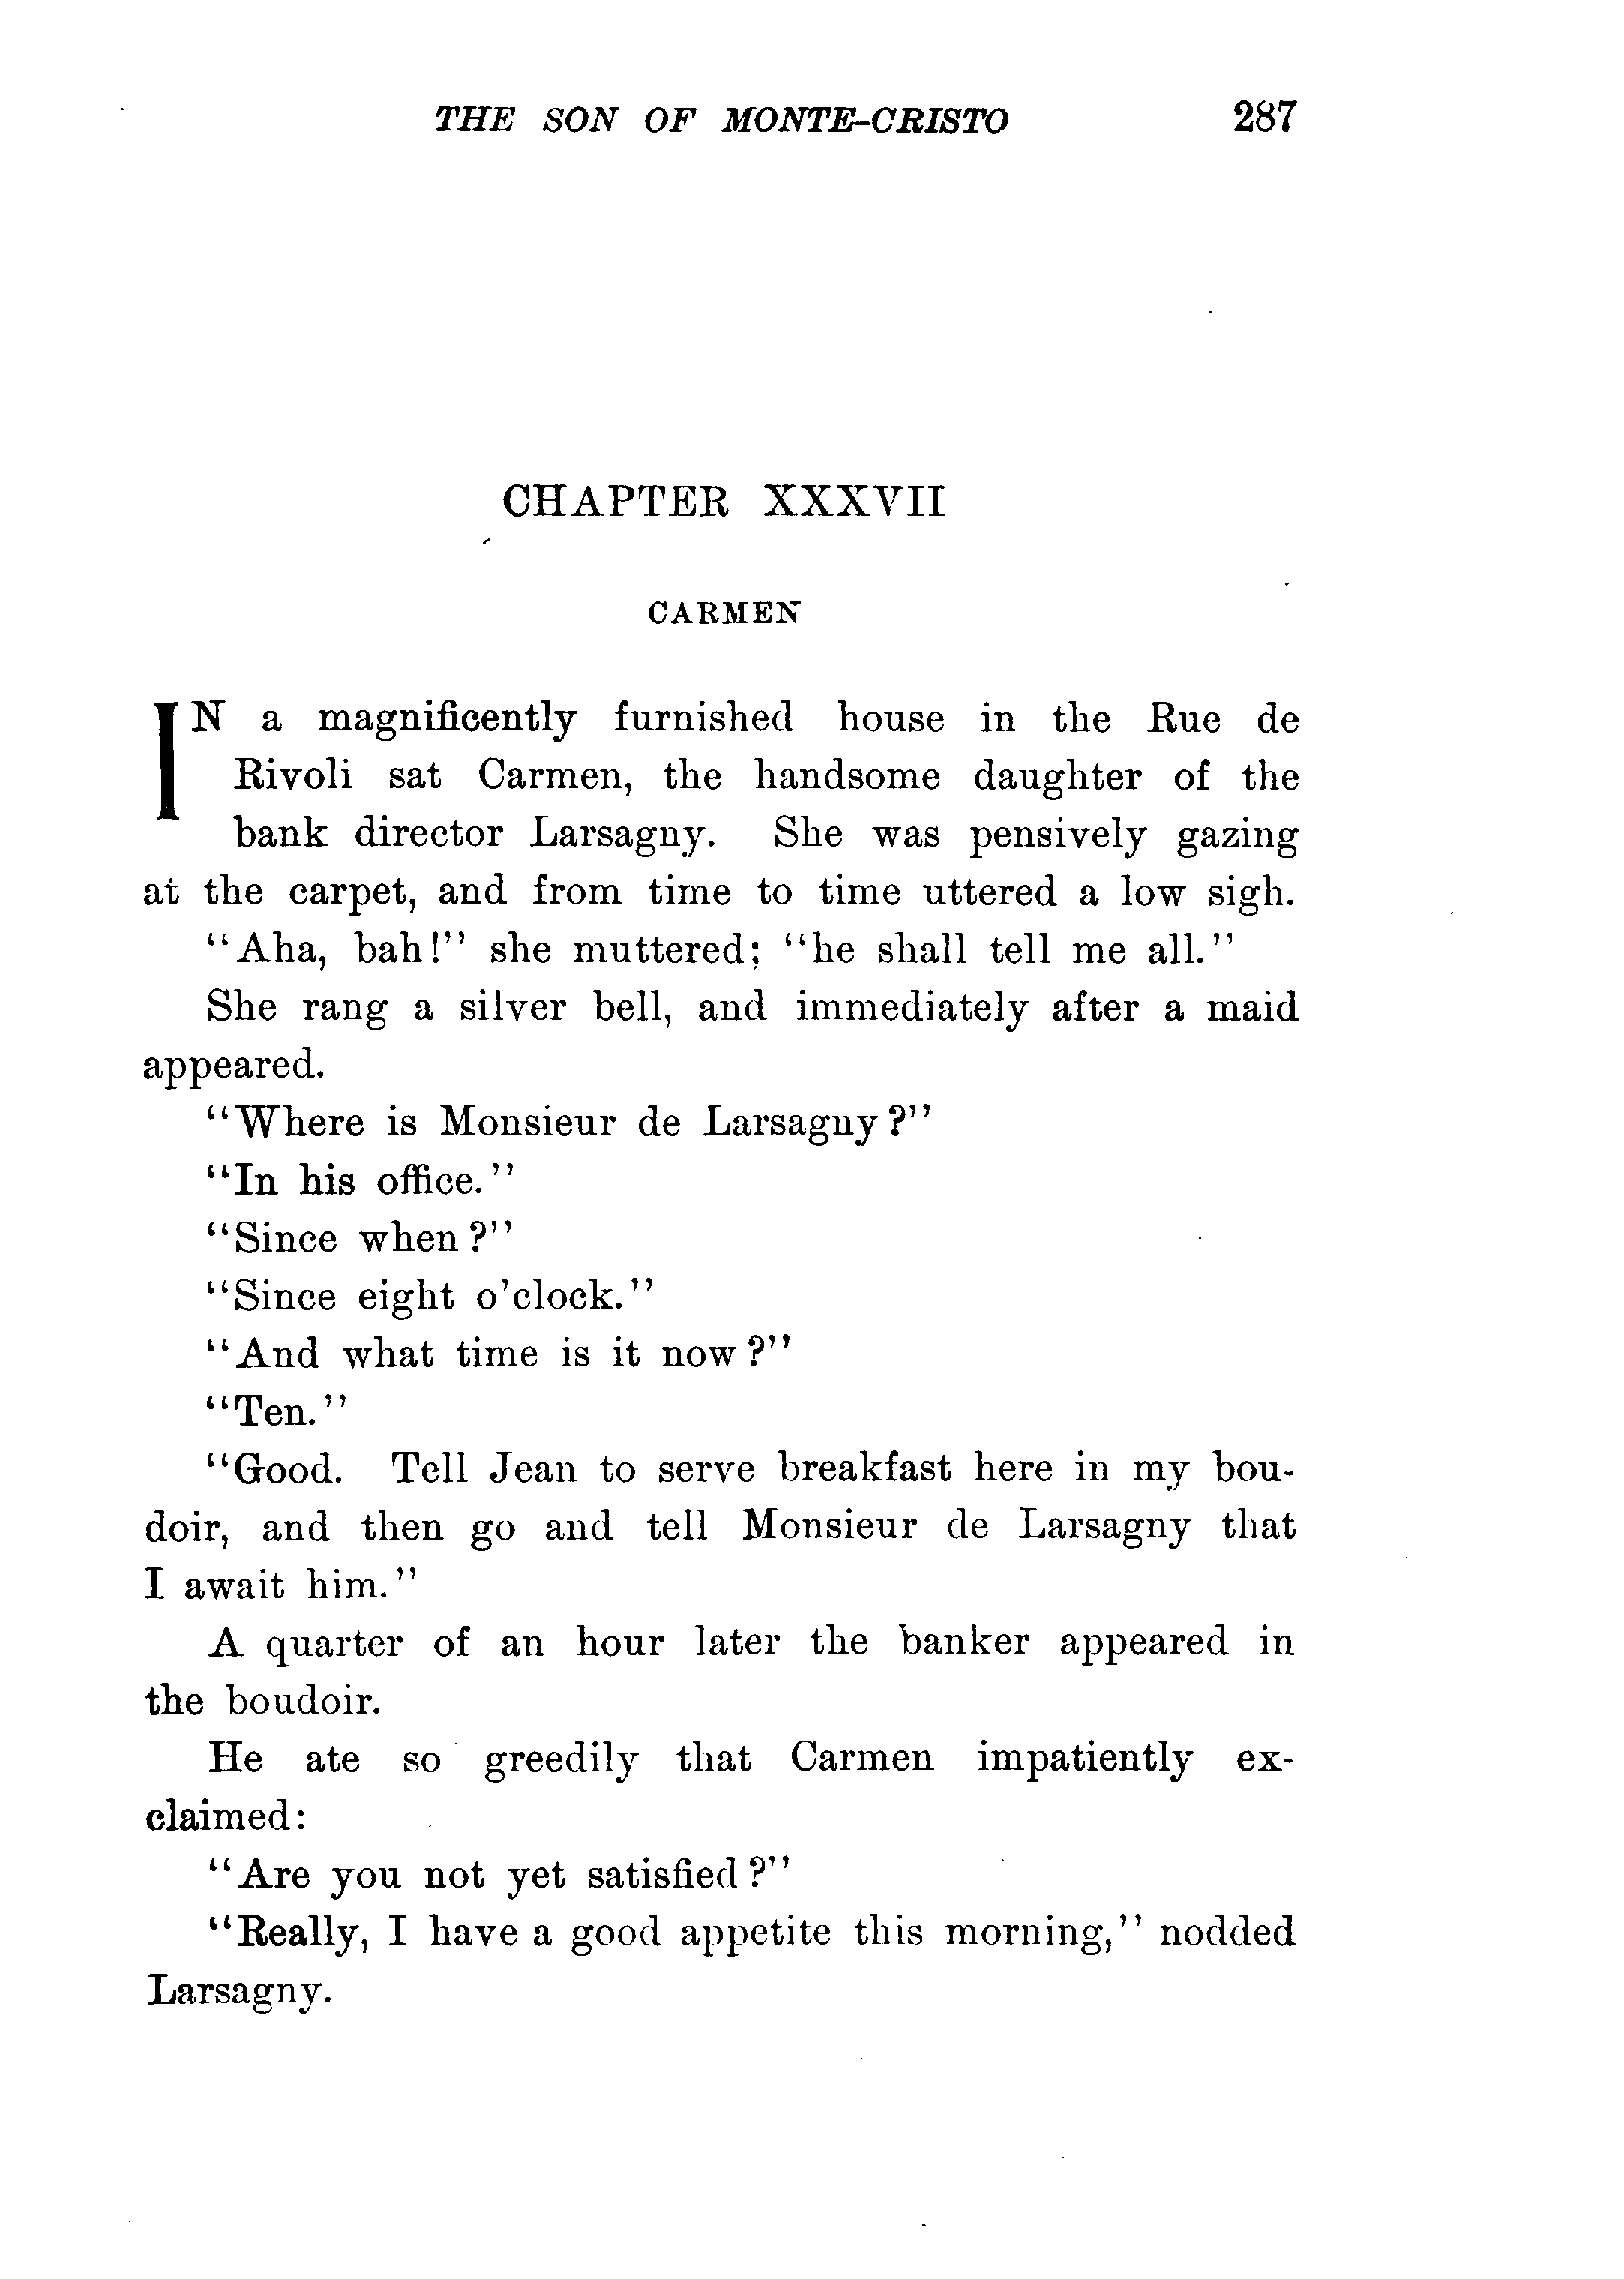 THE SON OF MONTE-CRISTO 287
CHAPTER XXXVII
CARMEN
IN a magnificently furnished house in the Rue de
Rivoli sat Carmen, the handsome daughter of the
bank director Larsagny. She was pensively gazing
at the carpet, and from time to time uttered a low sigh.
"Aha, bah!" she muttered; "he shall tell me all."
She rang a silver bell, and immediately after a maid
appeared.
"Where is Monsieur de Larsagny?"
"In his office."
"Since when?"
"Since eight o'clock."
"And what time is it now?"
"Ten."
"Good. Tell Jean to serve breakfast here in my bou-
doir, and then go and tell Monsieur de Larsagny that
I await him."
A quarter of an hour later the banker appeared in
the boudoir.
He ate so greedily that Carmen impatiently ex-
claimed:
"Are you not yet satisfied?"
"Really, I have a good appetite this morning," nodded
Larsagny.